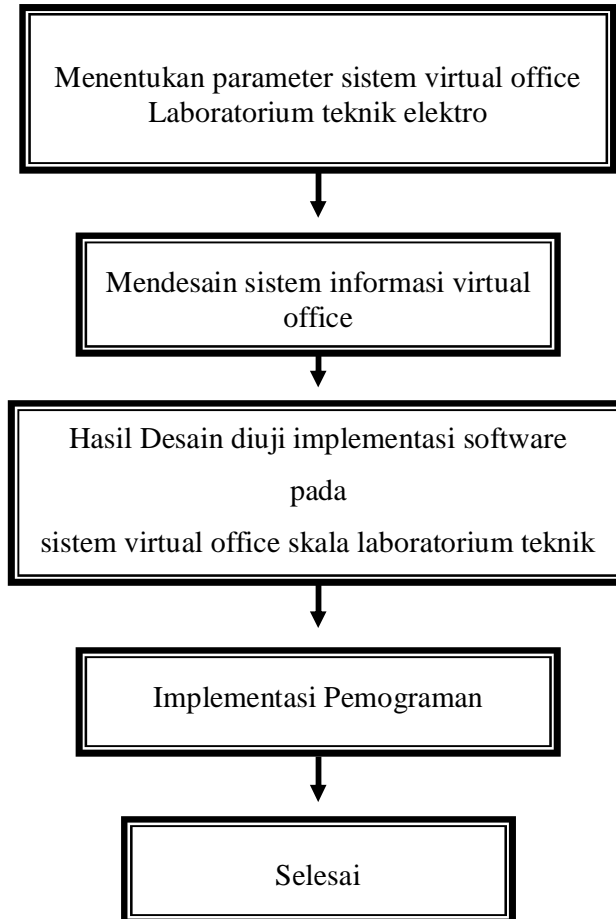 Menentukan parameter sistem virtual office
Laboratorium teknik elektro
Mendesain sistem informasi virtual
office
Hasil Desain diuji implementasi software
pada
sistem virtual office skala laboratorium teknik
Implementasi Pemograman
Selesai